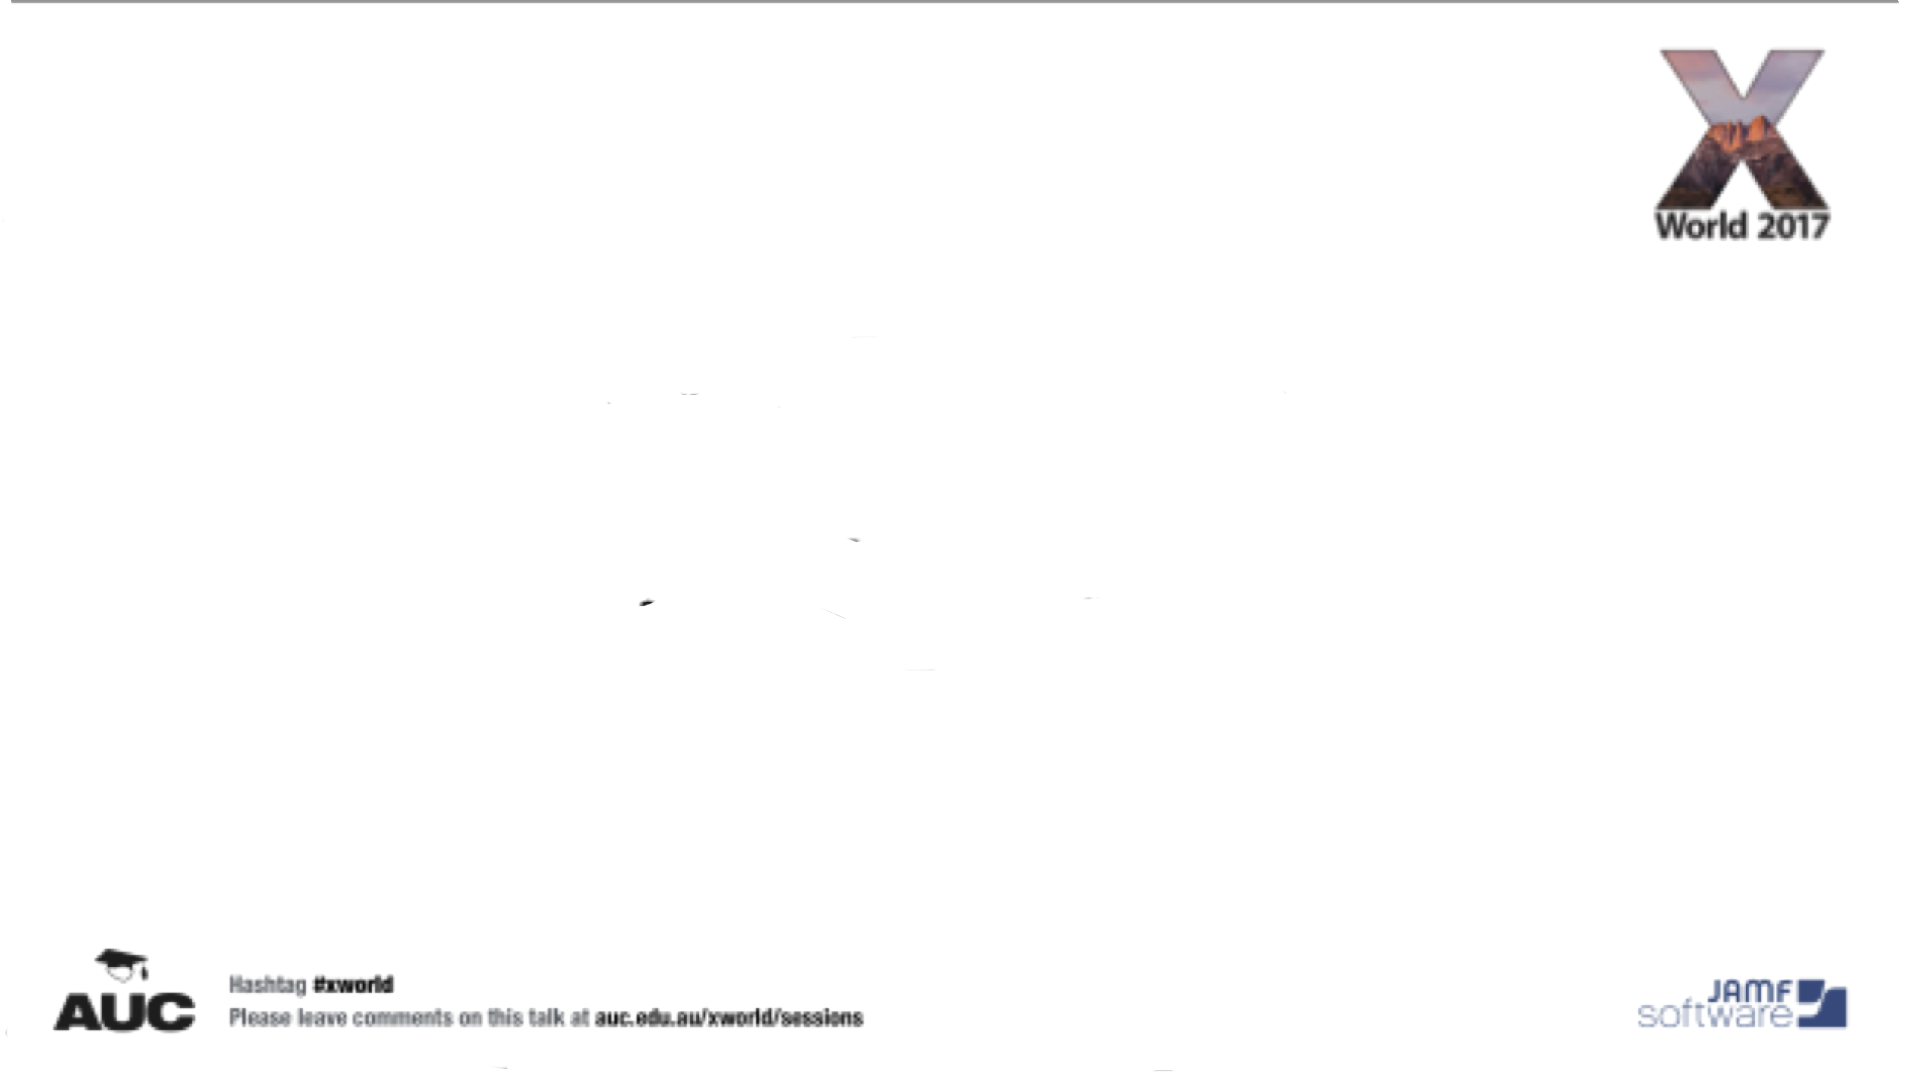 X
World 2017
AUC
Hashtag #xworld
Please leave comments on this talk at auc.edu.au/xworld/sessions
JAMF
software